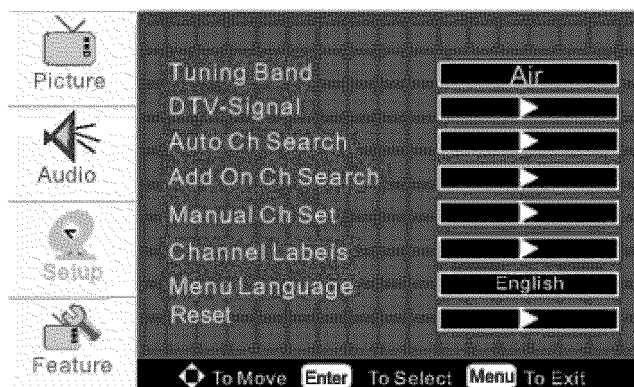 Picture
Audio
Setup
Feature
Tuning Band Air
DTV-Signal
Auto Ch Search
Add On Ch Search
Manual Ch Set
Channel Labels
Menu Language English
Reset
To Move Enter To Select Menu To Exit